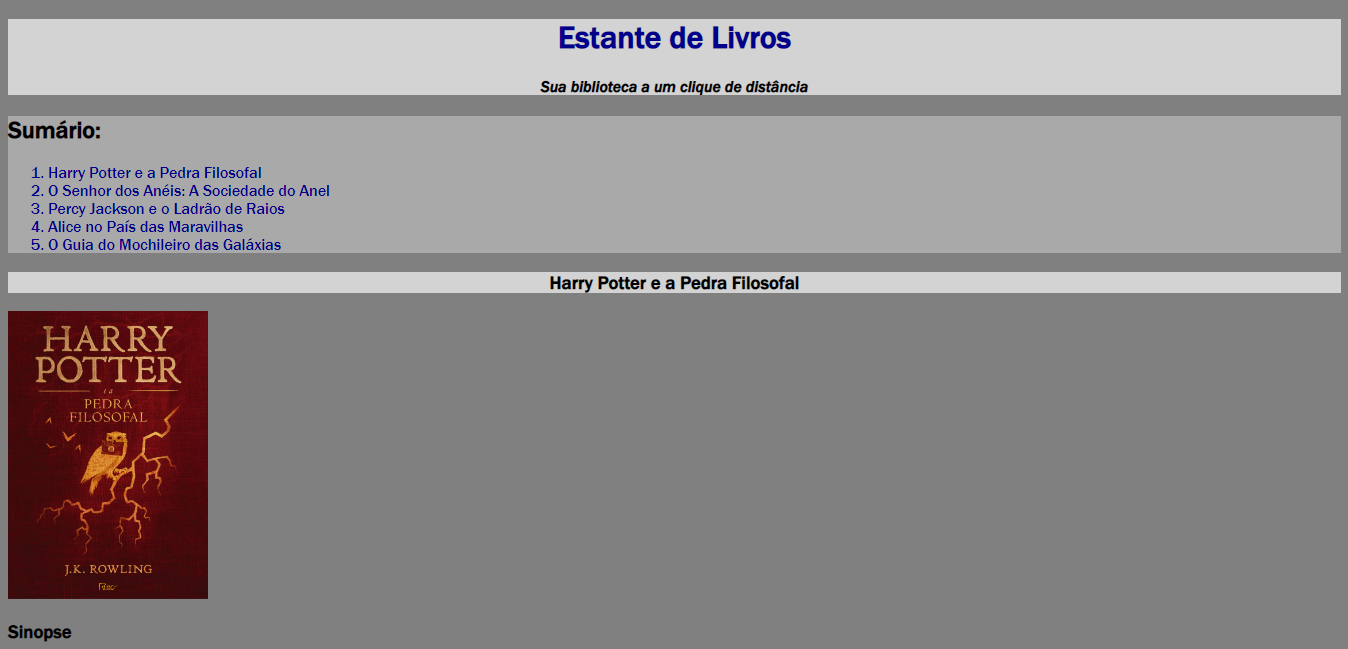 Estante de Livros
Sua biblioteca a um clique de distância
Sumário:
1. Harry Potter e a Pedra Filosofal
2. O Senhor dos Anéis: A Sociedade do Anel
3. Percy Jackson e o Ladrão de Raios
4. Alice no País das Maravilhas
5. O Guia do Mochileiro das Galáxias
Harry Potter e a Pedra Filosofal
HARRY
POTTER
e a
PEDRA
FILOSOFAL
J.K. ROWLING
Sinopse